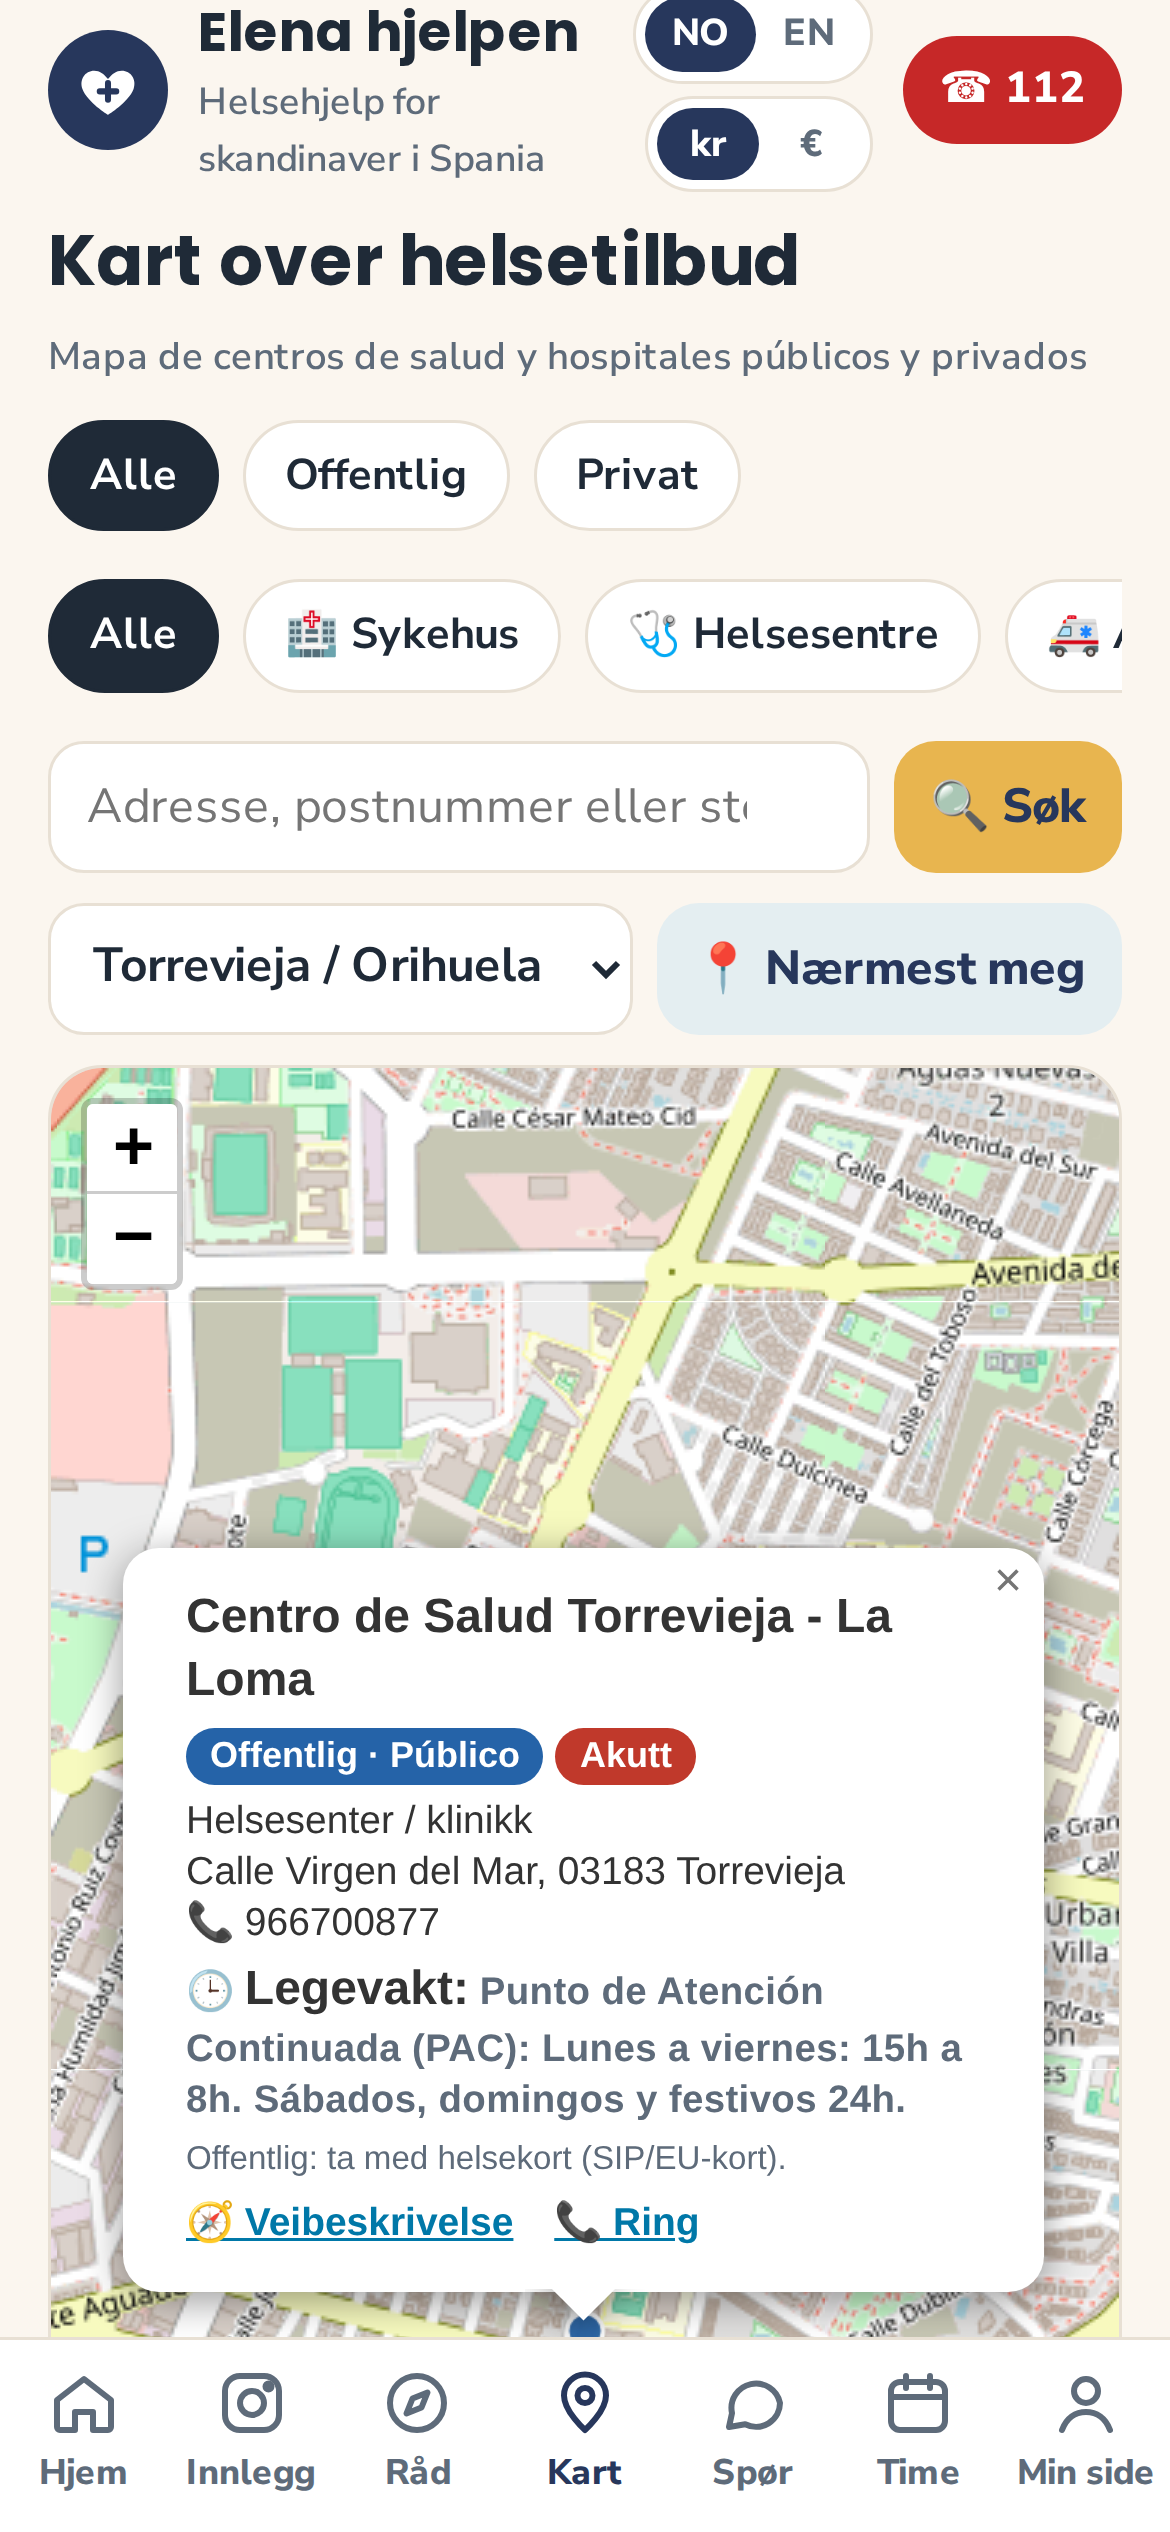 Elena hjelpen
Helsehjelp for
skandinaver i Spania
NO EN
kr €
☎ 112
Kart over helsetilbud
Mapa de centros de salud y hospitales públicos y privados
Alle Offentlig Privat
Alle 🏥 Sykehus 🩺 Helsesentre 🚑
Adresse, postnummer eller
🔍 Søk
Torrevieja / Orihuela
📍 Nærmest meg
+
−
Aguas Nuevas
2
Calle César Mateo Cid
Avenida del Sur
Calle Avellaneda
Avenida de
Calle del Toboso
Calle Dulcinea
Calle Córcega
P
×
Centro de Salud Torrevieja - La
Loma
Offentlig · Público Akutt
Helsesenter / klinikk
Calle Virgen del Mar, 03183 Torrevieja
📞 966700877
🕒 Legevakt: Punto de Atención
Continuada (PAC): Lunes a viernes: 15h a
8h. Sábados, domingos y festivos 24h.
Offentlig: ta med helsekort (SIP/EU-kort).
🧭 Veibeskrivelse 📞 Ring
Villa
Hjem Innlegg Råd Kart Spør Time Min side